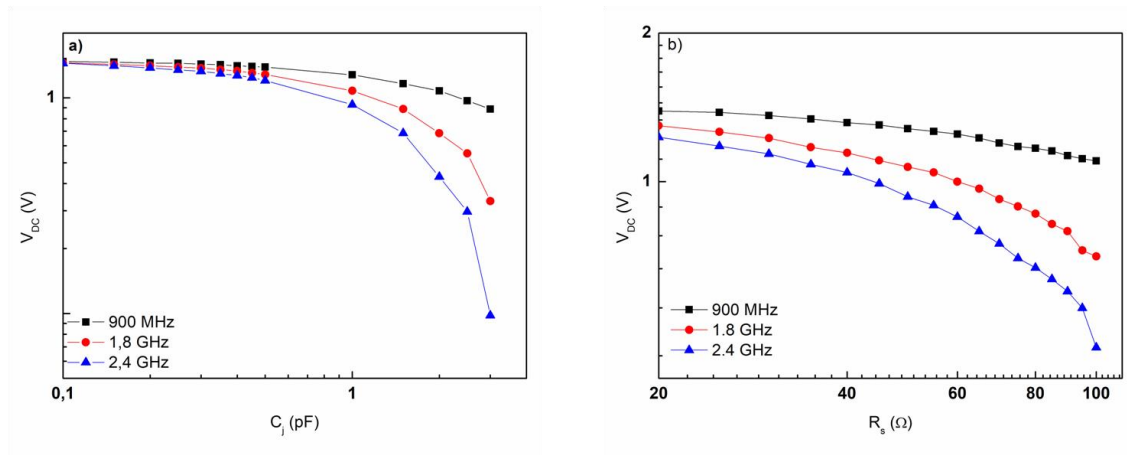 a)
1
V_DC (V)
900 MHz
1,8 GHz
2,4 GHz
0,1
1
C_j (pF)
b)
2
1
V_DC (V)
900 MHz
1.8 GHz
2.4 GHz
20
40
60
80
100
R_s (Ω)